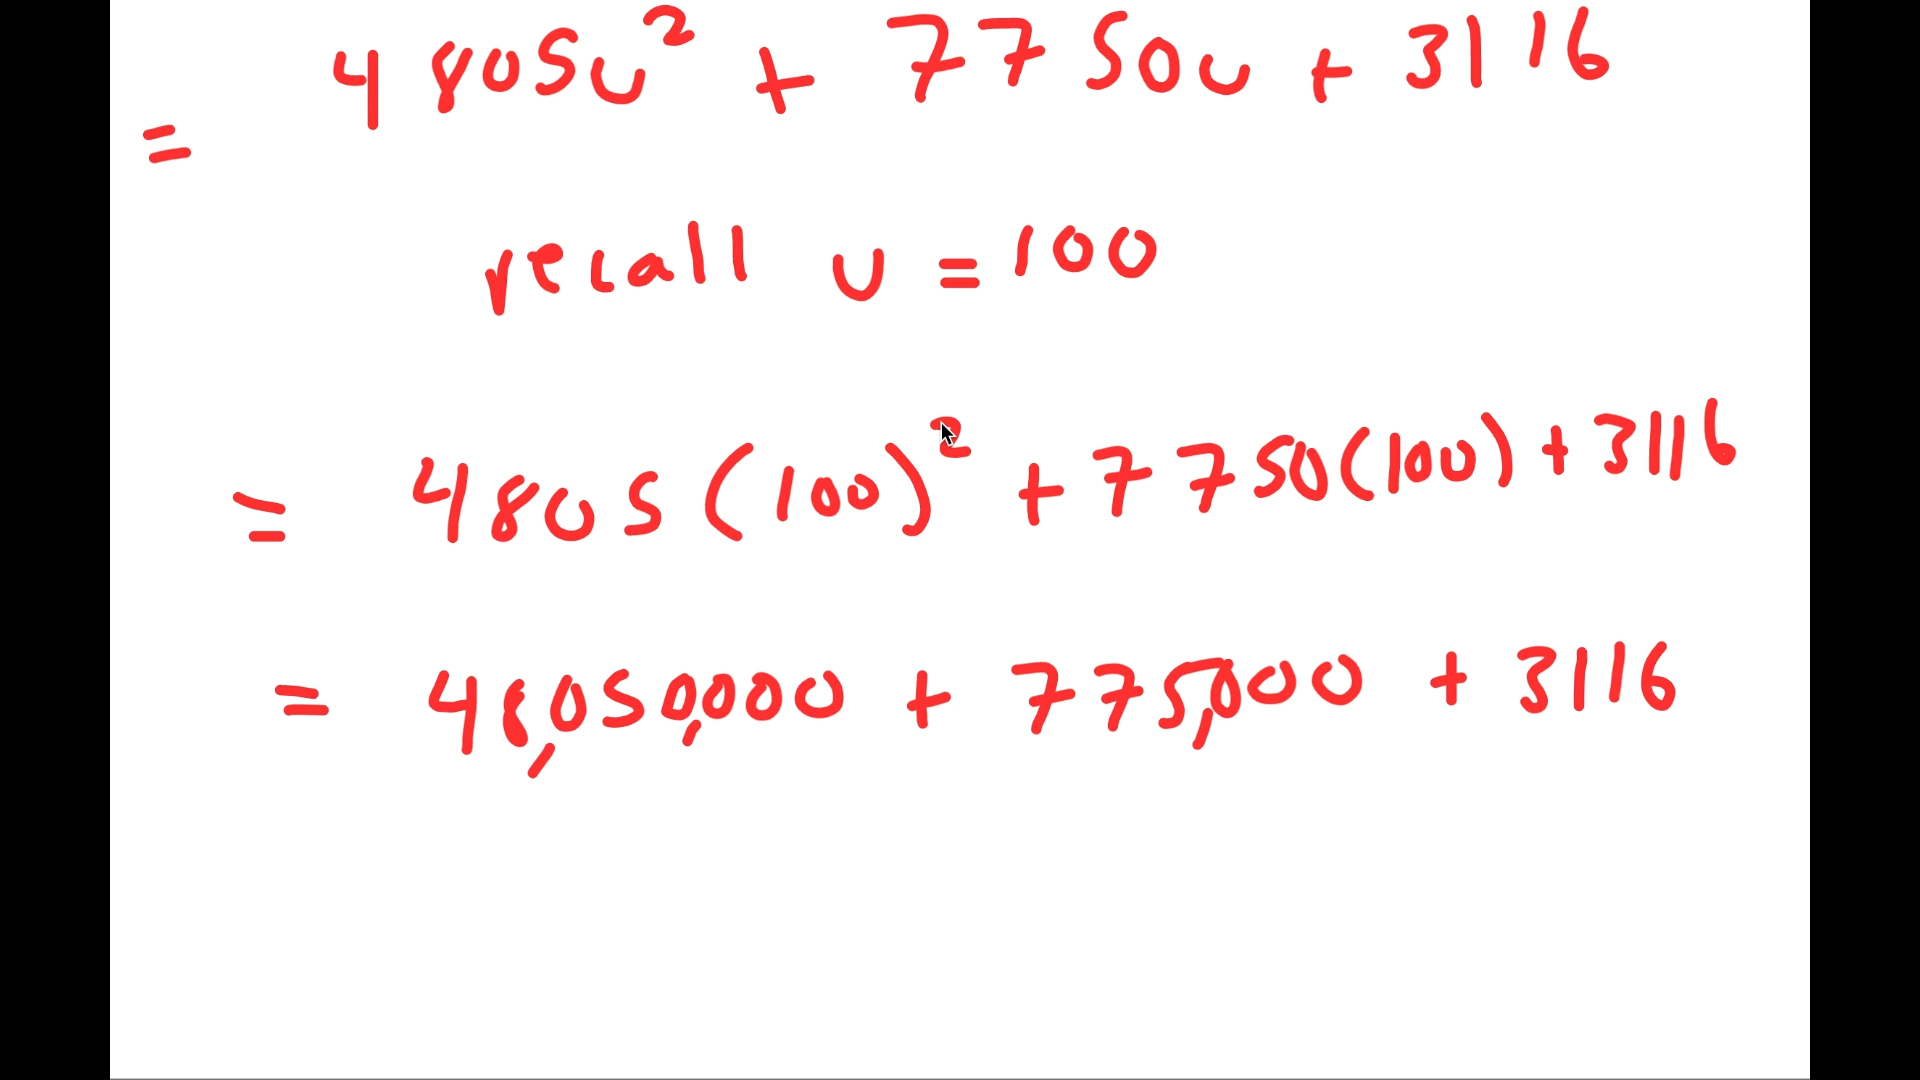 = 4805u² + 7750u + 3116
recall u = 100
= 4805(100)² + 7750(100) + 3116
= 48,050,000 + 775,000 + 3116